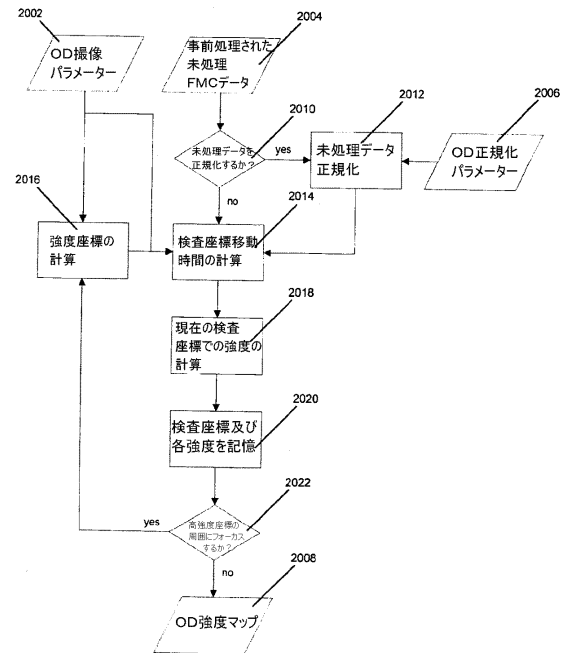 2002
2004
OD撮像
パラメーター
事前処理された
未処理
FMCデータ
2010
2012
2006
未処理データを
正規化するか？
yes
未処理データ
正規化
OD正規化
パラメーター
2016
no
2014
強度座標の
計算
検査座標移動
時間の計算
2018
現在の検査
座標での強度の
計算
2020
検査座標及び
各強度を記憶
2022
yes
高強度座標の
周囲にフォーカス
するか？
no
2008
OD強度マップ